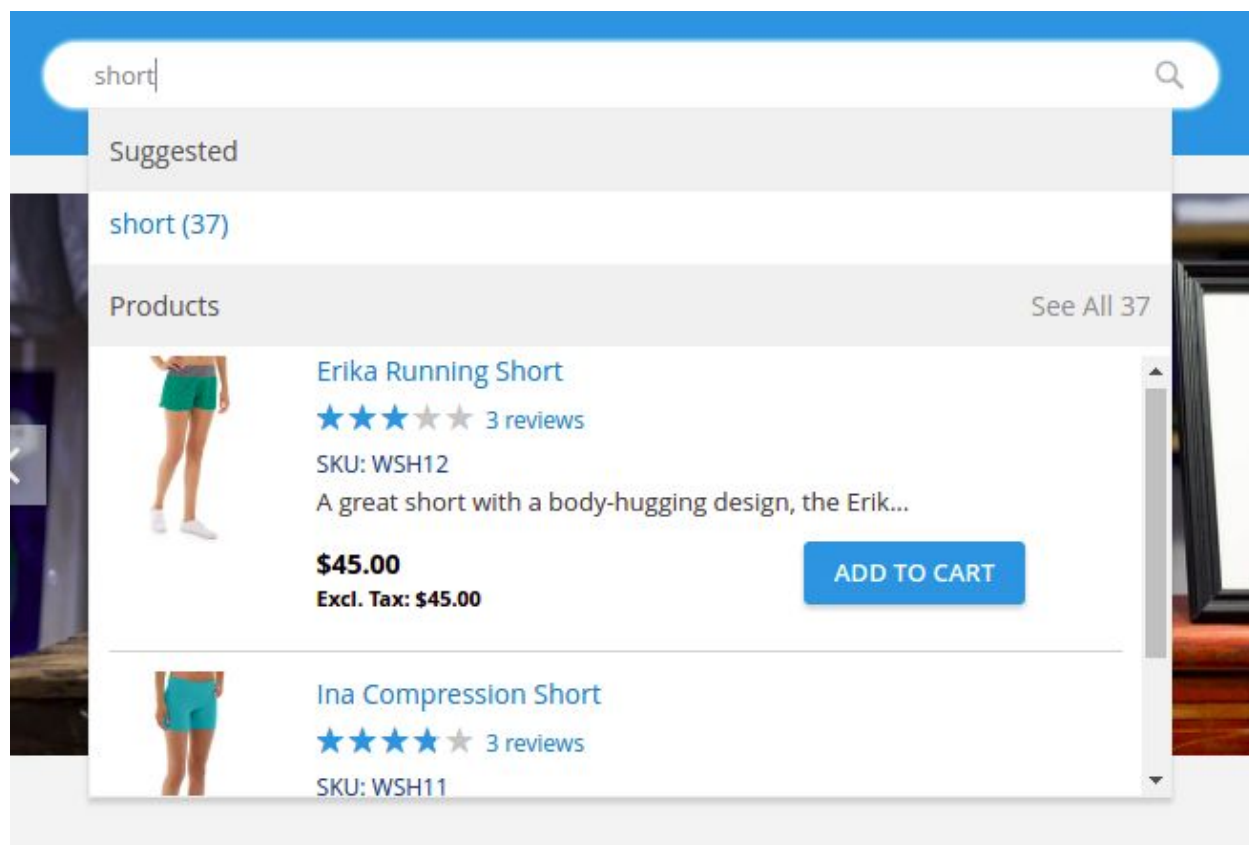 short
Suggested
short (37)
Products See All 37
Erika Running Short
3 reviews
SKU: WSH12
A great short with a body-hugging design, the Erik...
$45.00
ADD TO CART
Excl. Tax: $45.00
Ina Compression Short
3 reviews
SKU: WSH11